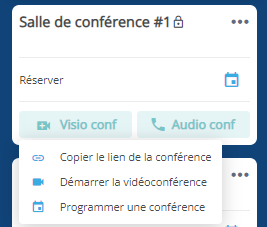 Salle de conférence #1
Réserver
Visio conf Audio conf
Copier le lien de la conférence
Démarrer la vidéoconférence
Programmer une conférence